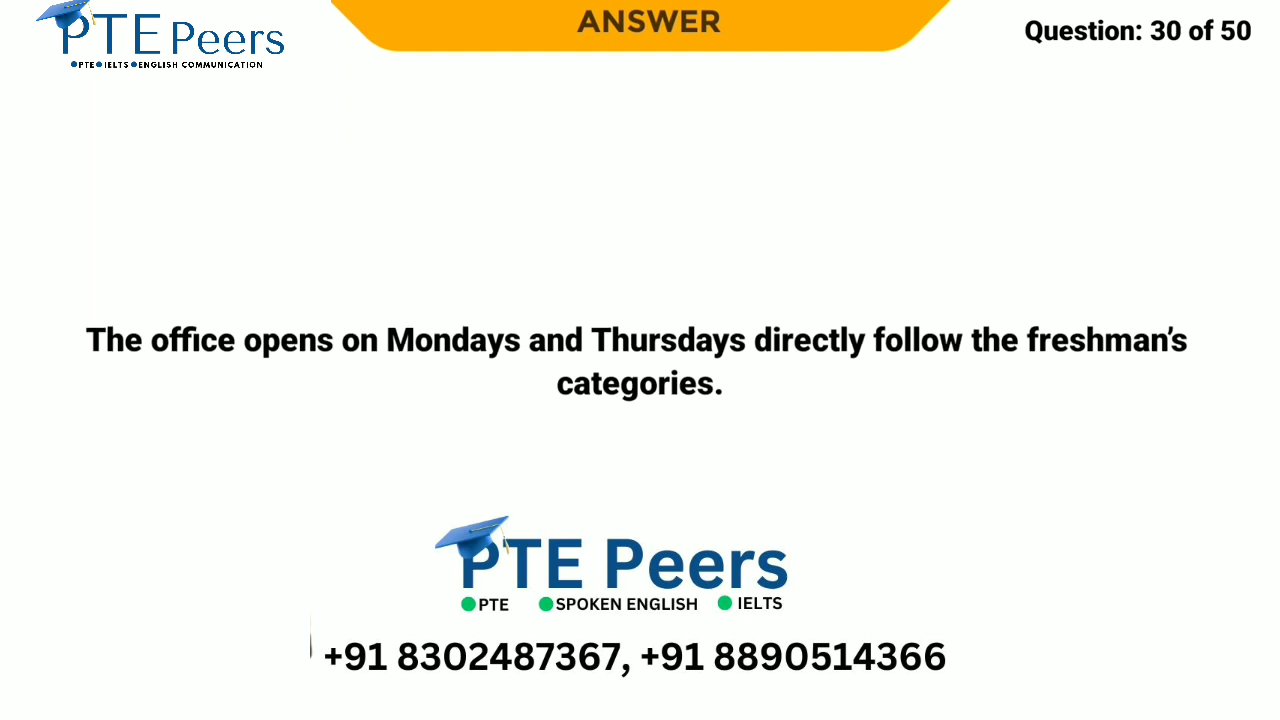 PTE Peers
PTE IELTS ENGLISH COMMUNICATION
ANSWER
Question: 30 of 50
The office opens on Mondays and Thursdays directly follow the freshman’s
categories.
PTE Peers
PTE SPOKEN ENGLISH IELTS
+91 8302487367, +91 8890514366